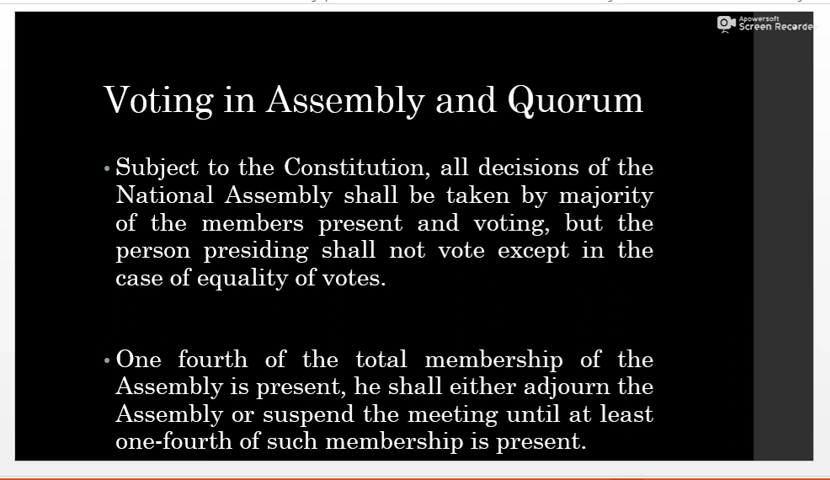 Apowersoft
Screen Recorder
Voting in Assembly and Quorum
• Subject to the Constitution, all decisions of the
National Assembly shall be taken by majority
of the members present and voting, but the
person presiding shall not vote except in the
case of equality of votes.
• One fourth of the total membership of the
Assembly is present, he shall either adjourn the
Assembly or suspend the meeting until at least
one-fourth of such membership is present.